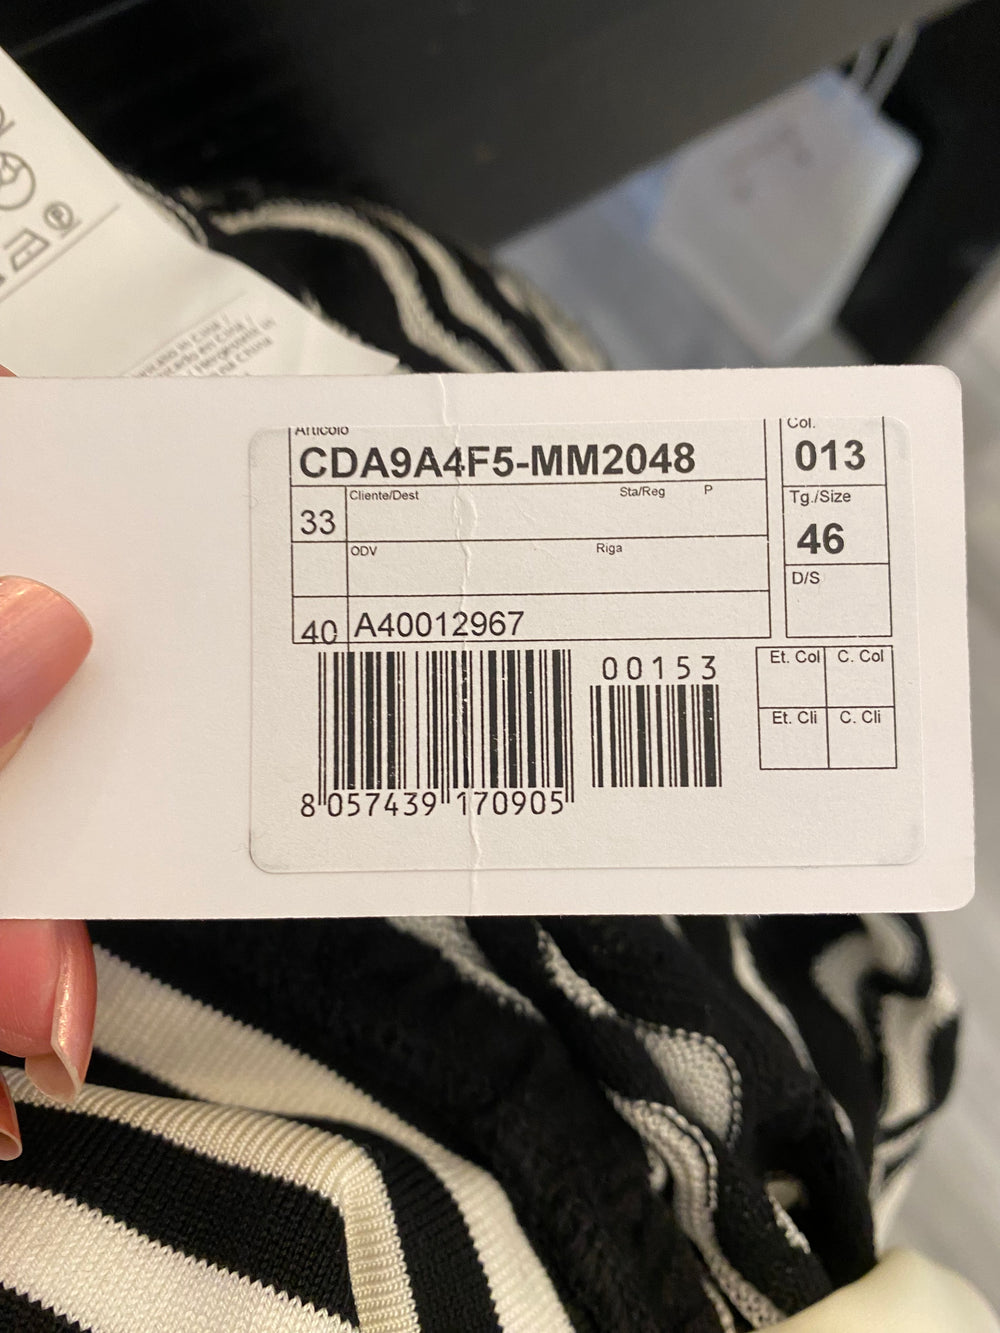 Articolo
CDA9A4F5-MM2048
Col.
013
Cliente/Dest Sta/Reg P
33
Tg./Size
46
ODV Riga
D/S
40 A40012967
00153
Et. Col C. Col
Et. Cli C. Cli
8 057439 170905
P